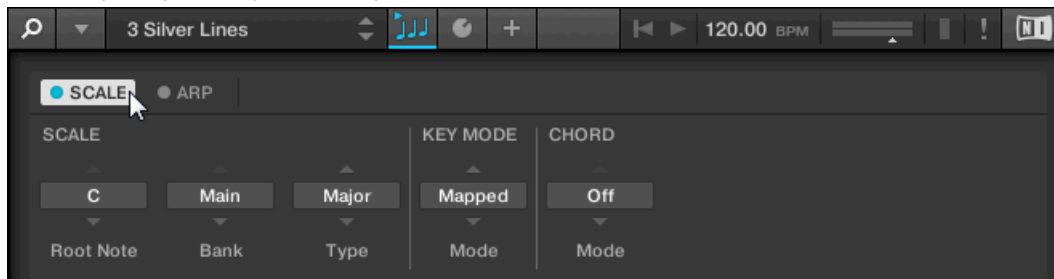 3 Silver Lines 120.00 BPM ! NI
SCALE ARP
SCALE KEY MODE CHORD
C Main Major Mapped Off
Root Note Bank Type Mode Mode